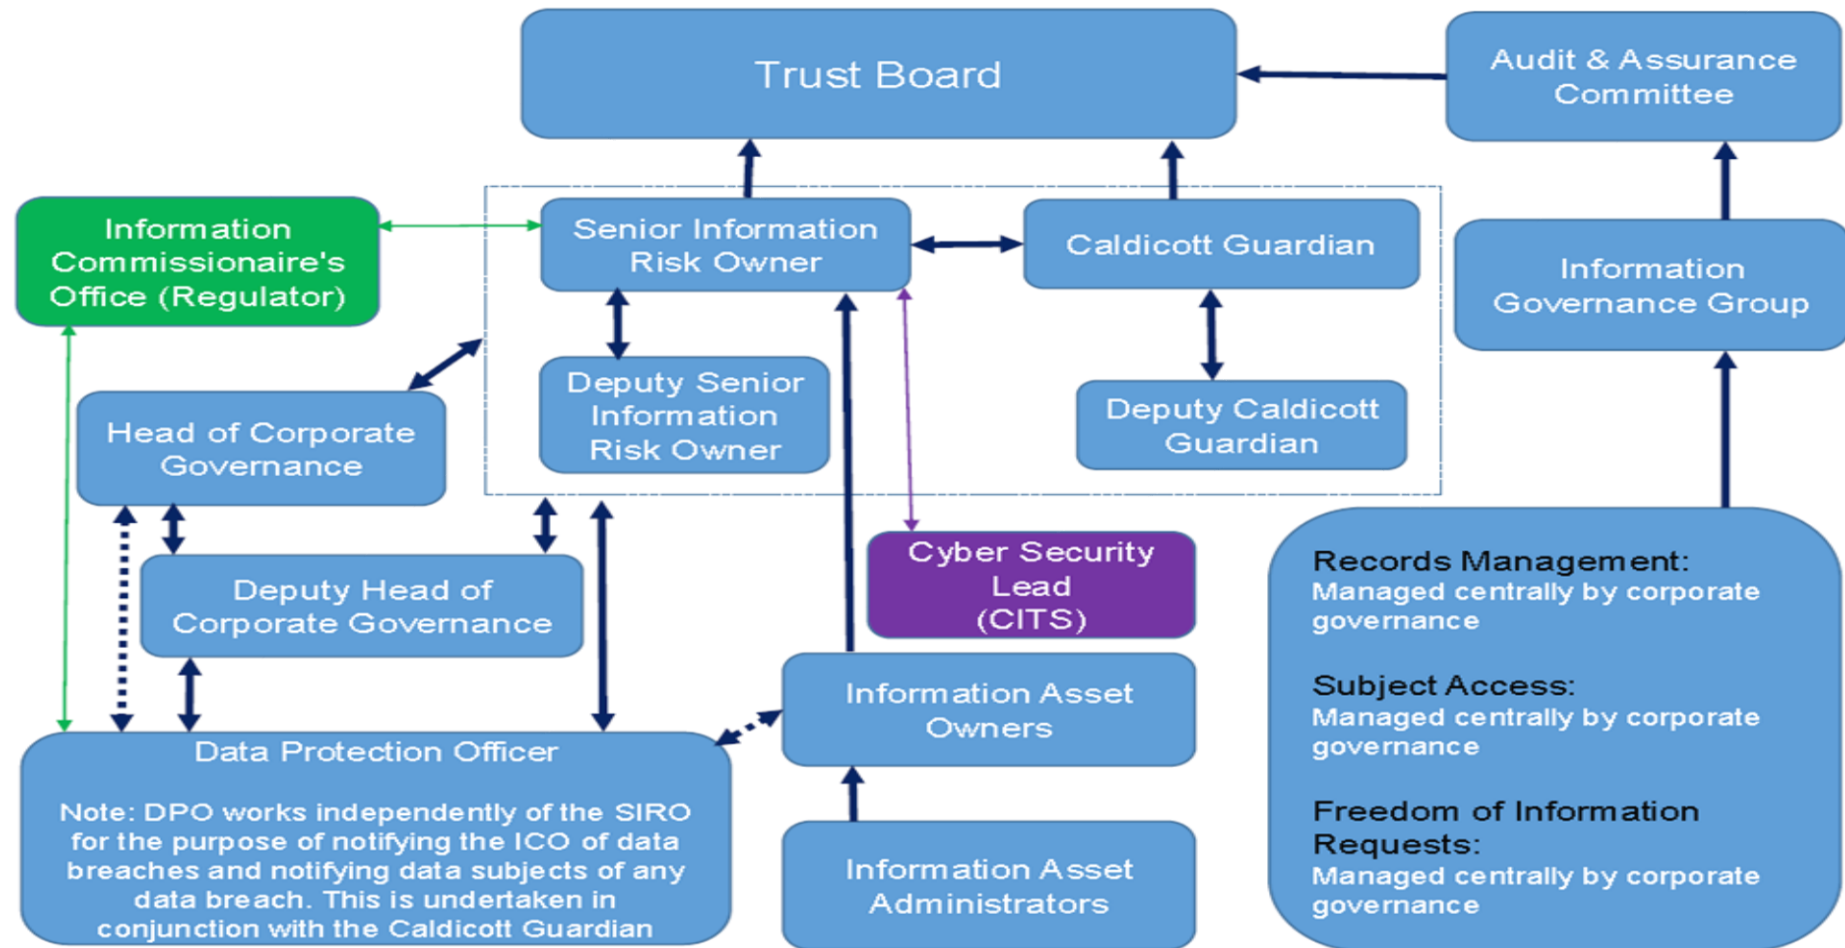 Trust Board
Audit & Assurance
Committee
Information
Commissionaire's
Office (Regulator)
Senior Information
Risk Owner
Caldicott Guardian
Information
Governance Group
Deputy Senior
Information
Risk Owner
Deputy Caldicott
Guardian
Head of Corporate
Governance
Cyber Security
Lead
(CITS)
Deputy Head of
Corporate Governance
Records Management:
Managed centrally by corporate
governance
Subject Access:
Managed centrally by corporate
governance
Freedom of Information
Requests:
Managed centrally by corporate
governance
Information Asset
Owners
Data Protection Officer
Note: DPO works independently of the SIRO
for the purpose of notifying the ICO of data
breaches and notifying data subjects of any
data breach. This is undertaken in
conjunction with the Caldicott Guardian
Information Asset
Administrators